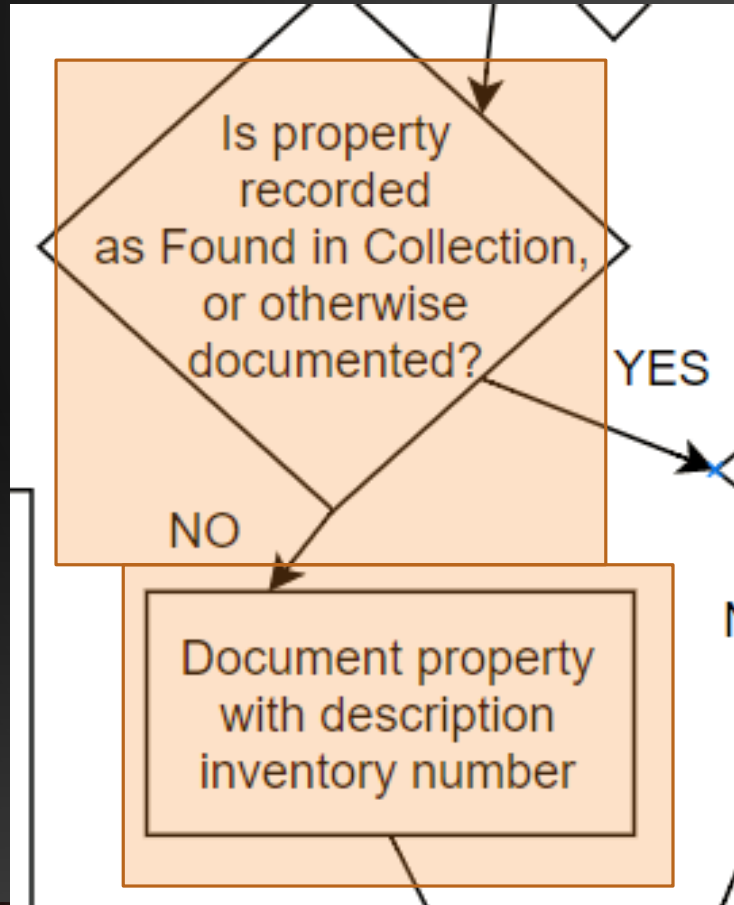 Is property
recorded
as Found in Collection,
or otherwise
documented?
YES
NO
Document property
with description
inventory number